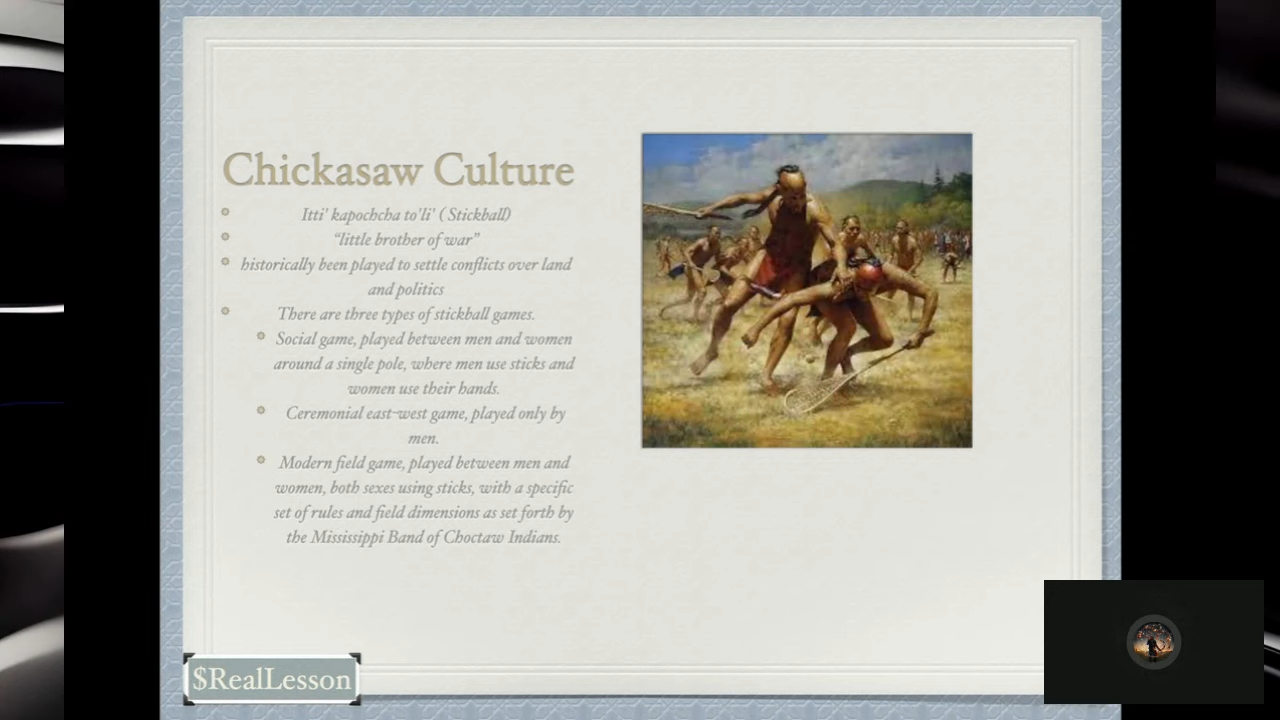 Chickasaw Culture
Itti' kapochcha to'li' ( Stickball)
“little brother of war”
historically been played to settle conflicts over land
and politics
There are three types of stickball games.
Social game, played between men and women
around a single pole, where men use sticks and
women use their hands.
Ceremonial east-west game, played only by
men.
Modern field game, played between men and
women, both sexes using sticks, with a specific
set of rules and field dimensions as set forth by
the Mississippi Band of Choctaw Indians.
$RealLesson